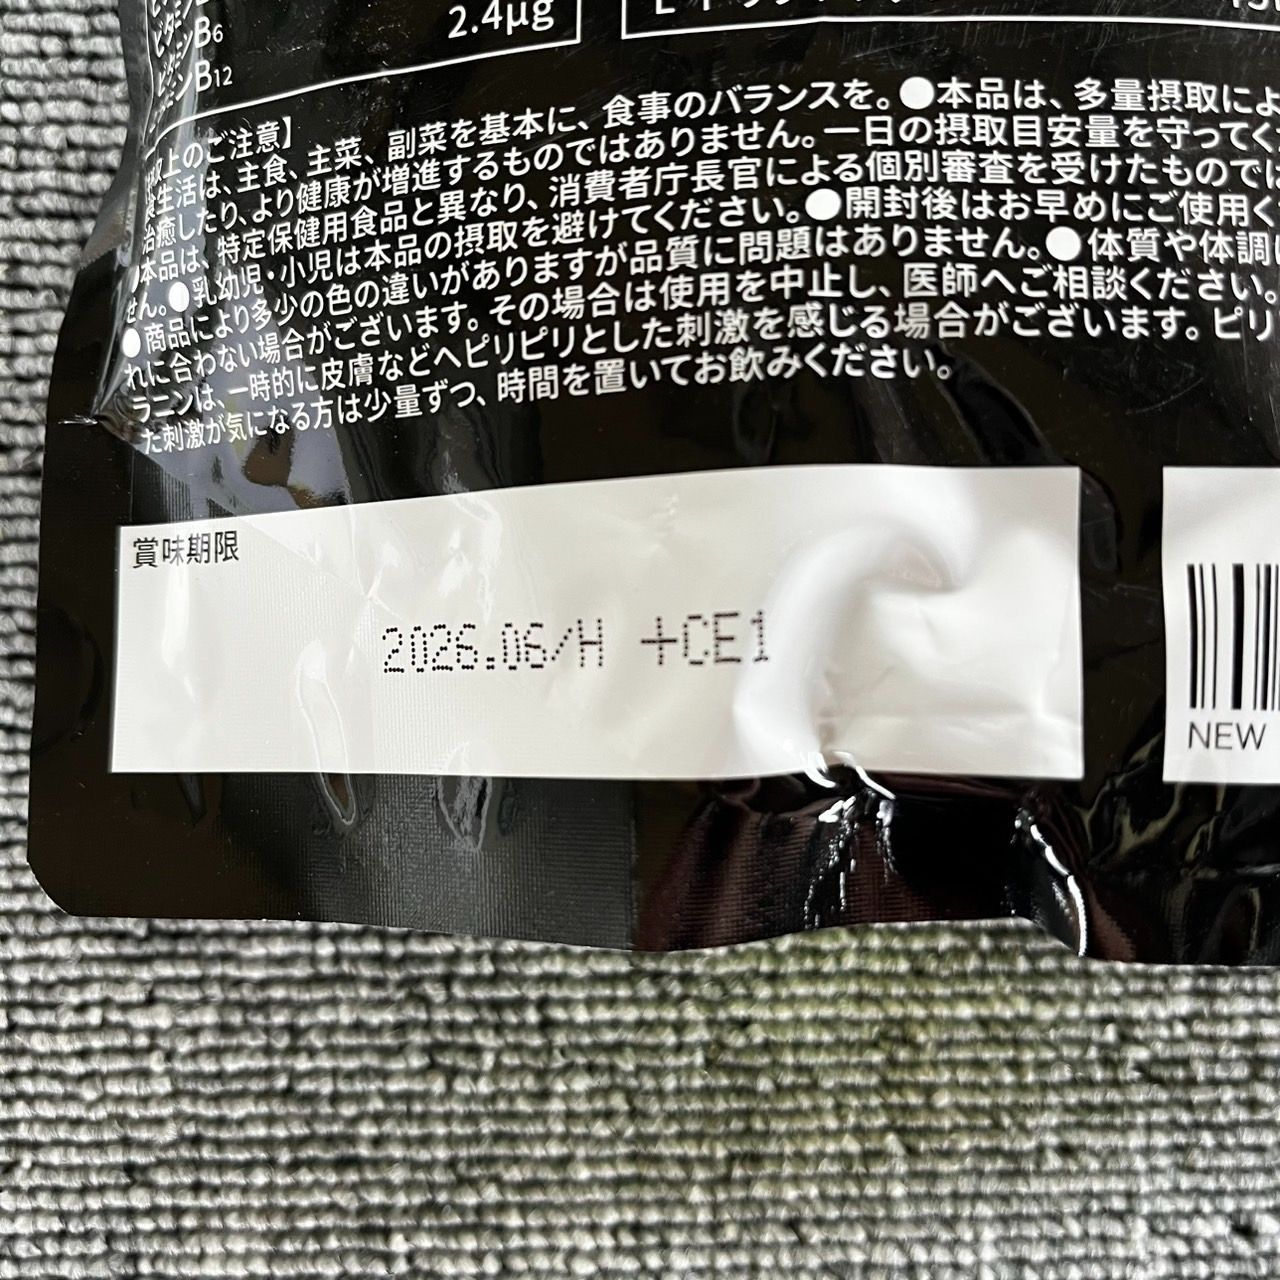 ビタミンB6
2.4μg
ビタミンB12
取上のご注意】
食生活は、主食、主菜、副菜を基本に、食事のバランスを。●本品は、多量摂取によ
治癒したり、より健康が増進するものではありません。一日の摂取目安量を守ってく
●本品は、特定保健用食品と異なり、消費者庁長官による個別審査を受けたものでは
せん。●乳幼児・小児は本品の摂取を避けてください。●開封後はお早めにご使用く
●商品により多少の色の違いがありますが品質に問題はありません。●体質や体調
れに合わない場合がございます。その場合は使用を中止し、医師へご相談ください。
ラニンは、一時的に皮膚などへピリピリとした刺激を感じる場合がございます。ピリ
た刺激が気になる方は少量ずつ、時間を置いてお飲みください。
賞味期限
2026.06/H +CE1
NEW